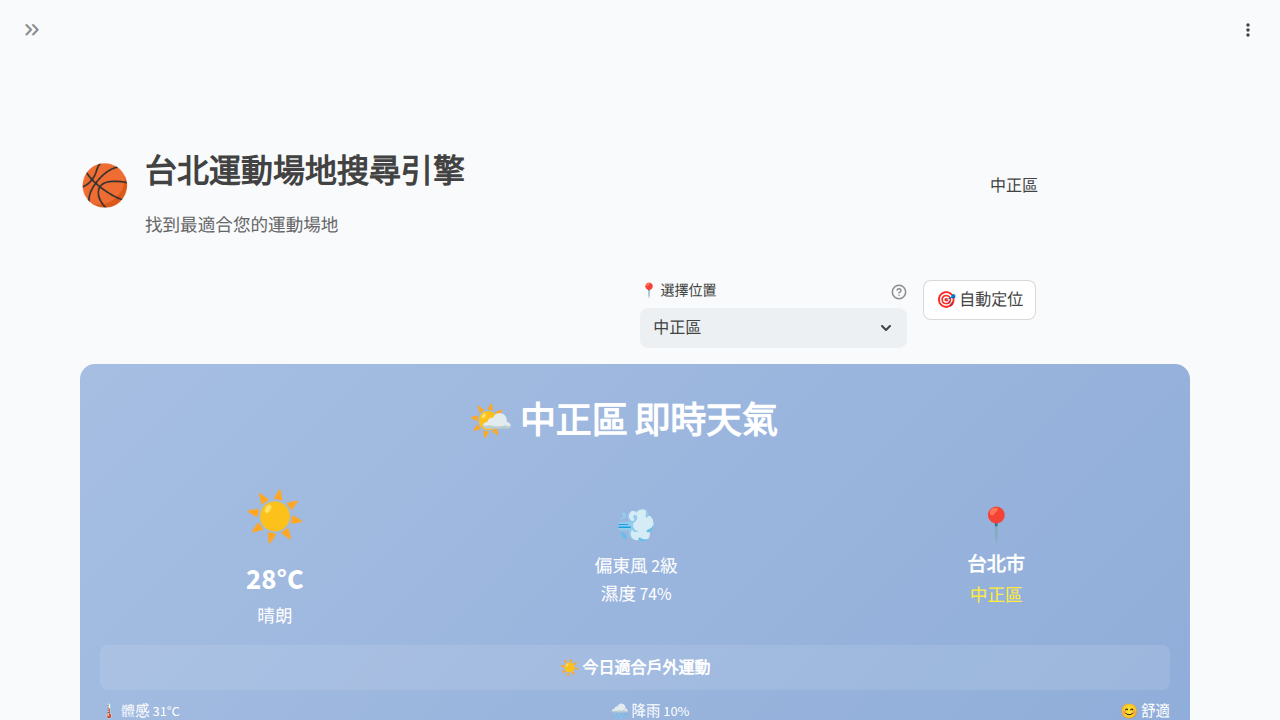 台北運動場地搜尋引擎
找到最適合您的運動場地
中正區
📍 選擇位置
中正區
🎯 自動定位
🌤️ 中正區 即時天氣
28°C
晴朗
偏東風 2級
濕度 74%
台北市
中正區
☀️ 今日適合戶外運動
🌡️ 體感 31°C
🌧️ 降雨 10%
😊 舒適